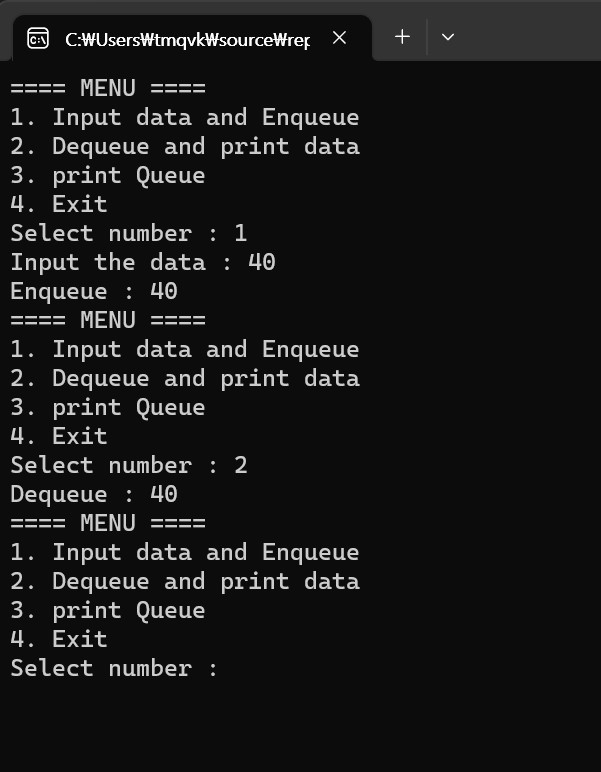 C:₩Users₩tmqvk₩source₩rep
==== MENU ====
1. Input data and Enqueue
2. Dequeue and print data
3. print Queue
4. Exit
Select number : 1
Input the data : 40
Enqueue : 40
==== MENU ====
1. Input data and Enqueue
2. Dequeue and print data
3. print Queue
4. Exit
Select number : 2
Dequeue : 40
==== MENU ====
1. Input data and Enqueue
2. Dequeue and print data
3. print Queue
4. Exit
Select number :